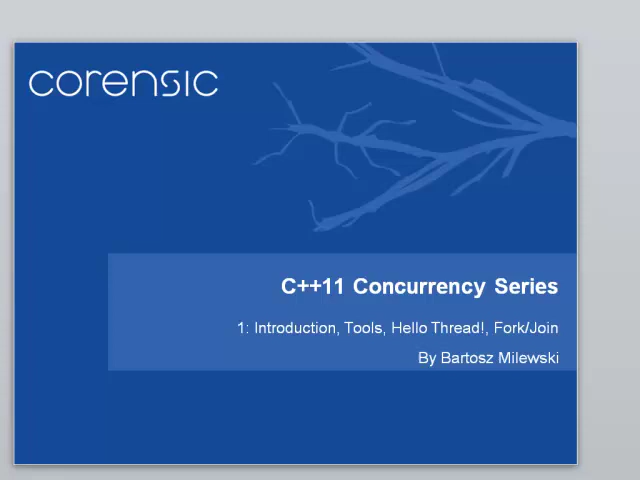 corensic
C++11 Concurrency Series
1: Introduction, Tools, Hello Thread!, Fork/Join
By Bartosz Milewski